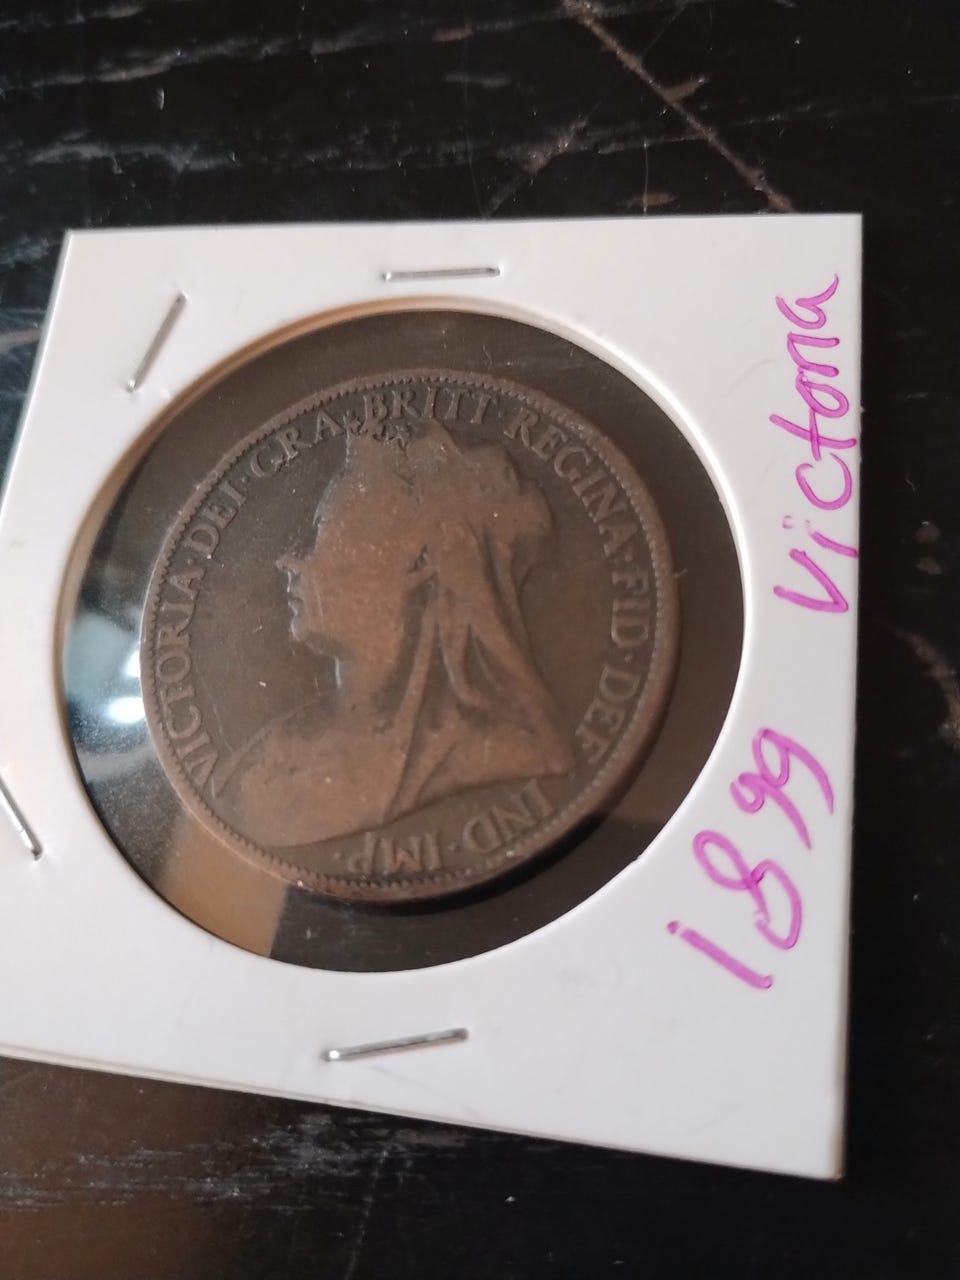 VICTORIA·DEI·GRA·BRITT·REGINA·FID·DEF·
IND·IMP·
1899 Victoria